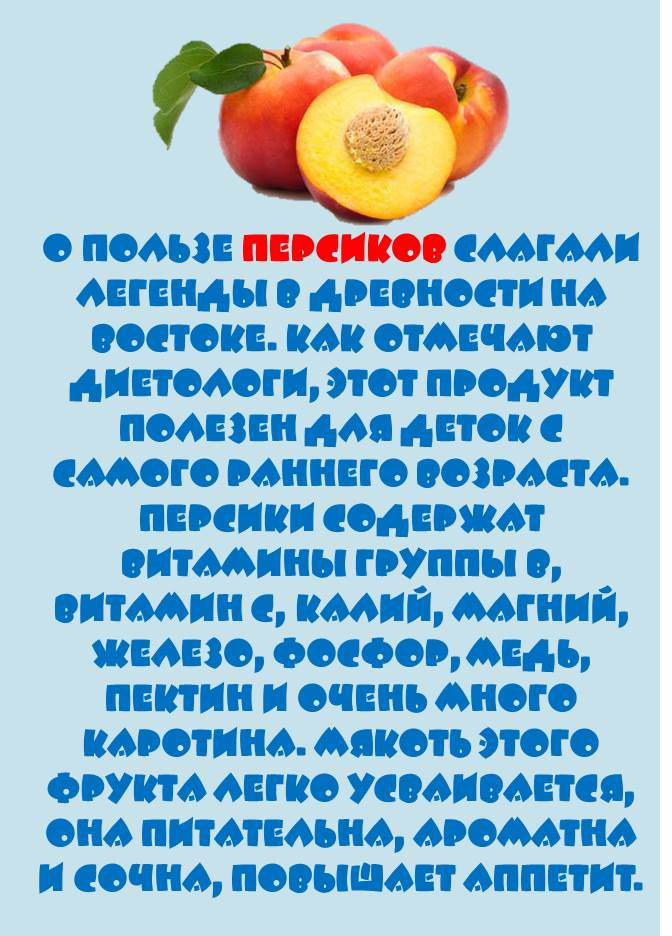 О ПОЛЬЗЕ ПЕРСИКОВ СЛАГАЛИ
ЛЕГЕНДЫ В ДРЕВНОСТИ НА
ВОСТОКЕ. КАК ОТМЕЧАЮТ
ДИЕТОЛОГИ, ЭТОТ ПРОДУКТ
ПОЛЕЗЕН ДЛЯ ДЕТОК С
САМОГО РАННЕГО ВОЗРАСТА.
ПЕРСИКИ СОДЕРЖАТ
ВИТАМИНЫ ГРУППЫ В,
ВИТАМИН С, КАЛИЙ, МАГНИЙ,
ЖЕЛЕЗО, ФОСФОР, МЕДЬ,
ПЕКТИН И ОЧЕНЬ МНОГО
КАРОТИНА. МЯКОТЬ ЭТОГО
ФРУКТА ЛЕГКО УСВАИВАЕТСЯ,
ОНА ПИТАТЕЛЬНА, АРОМАТНА
И СОЧНА, ПОВЫШАЕТ АППЕТИТ.